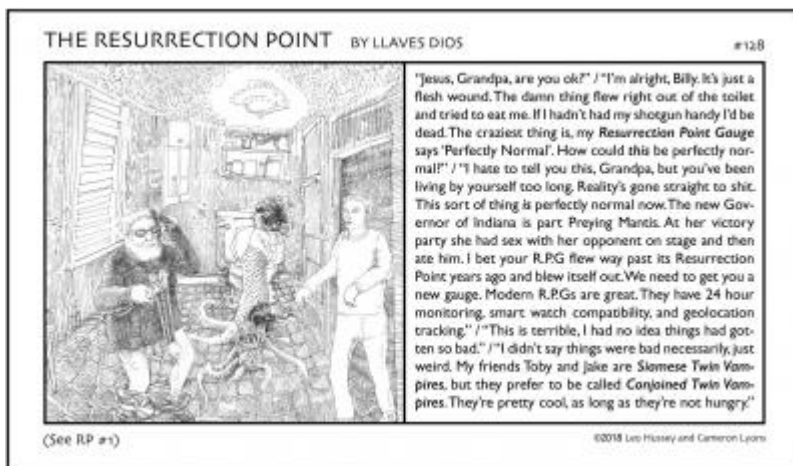 THE RESURRECTION POINT BY LLAVES DIOS
#128
"Jesus, Grandpa, are you ok?" / "I'm alright, Billy. It's just a
flesh wound. The damn thing flew right out of the toilet
and tried to eat me. If I hadn't had my shotgun handy I'd be
dead. The craziest thing is, my Resurrection Point Gauge
says 'Perfectly Normal'. How could this be perfectly nor-
mal?" / "I hate to tell you this, Grandpa, but you've been
living by yourself too long. Reality's gone straight to shit.
This sort of thing is perfectly normal now. The new Gov-
ernor of Indiana is part Preying Mantis. At her victory
party she had sex with her opponent on stage and then
ate him. I bet your R.P.G flew way past its Resurrection
Point years ago and blew itself out. We need to get you a
new gauge. Modern R.P.Gs are great. They have 24 hour
monitoring, smart watch compatibility, and geolocation
tracking." / "This is terrible, I had no idea things had got-
ten so bad." / "I didn't say things were bad necessarily, just
weird. My friends Toby and Jake are Siamese Twin Vam-
pires, but they prefer to be called Conjoined Twin Vam-
pires. They're pretty cool, as long as they're not hungry."
(See RP #1)
©2018 Leo Hussey and Cameron Lyons